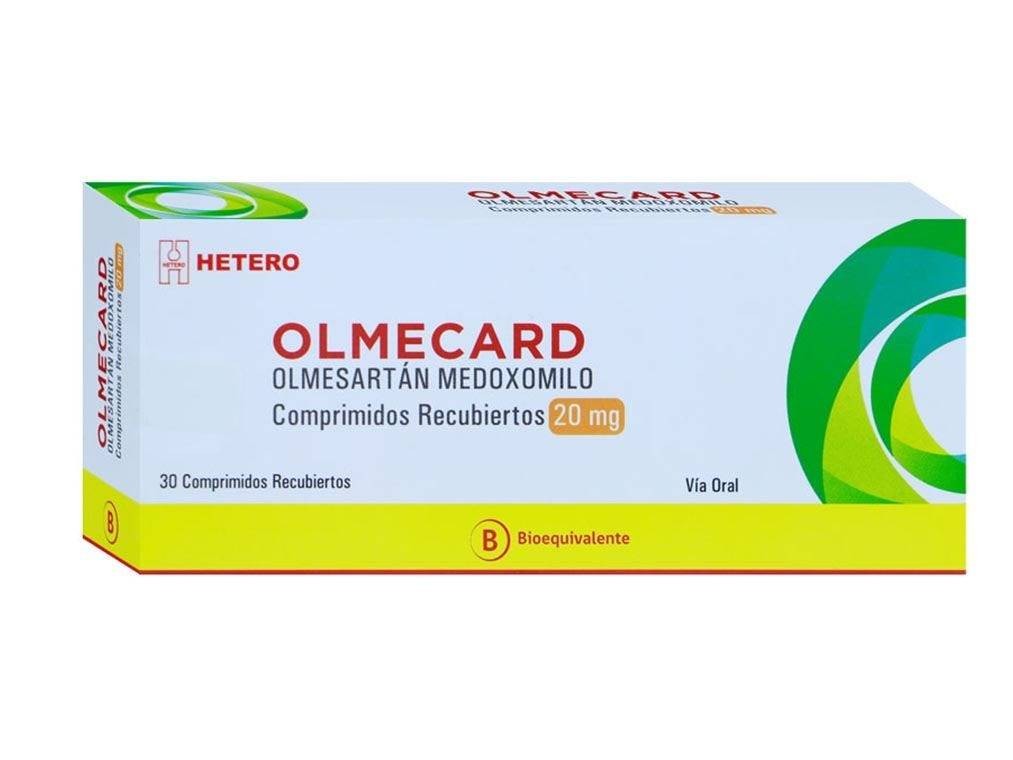 OLMECARD
OLMESARTÁN MEDOXOMILO
Comprimidos Recubiertos 20 mg
OLMECARD
OLMESARTÁN MEDOXOMILO
Comprimidos Recubiertos 20 mg
B
HETERO
HETERO
OLMECARD
OLMESARTÁN MEDOXOMILO
Comprimidos Recubiertos 20 mg
30 Comprimidos Recubiertos
Vía Oral
B Bioequivalente